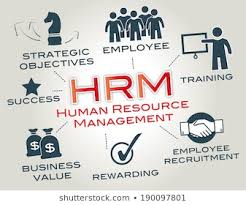 STRATEGIC
OBJECTIVES
EMPLOYEE
TRAINING
SUCCESS
HRM
HUMAN RESOURCE
MANAGEMENT
BUSINESS
VALUE
REWARDING
EMPLOYEE
RECRUITMENT
shutterstock.com · 190097801